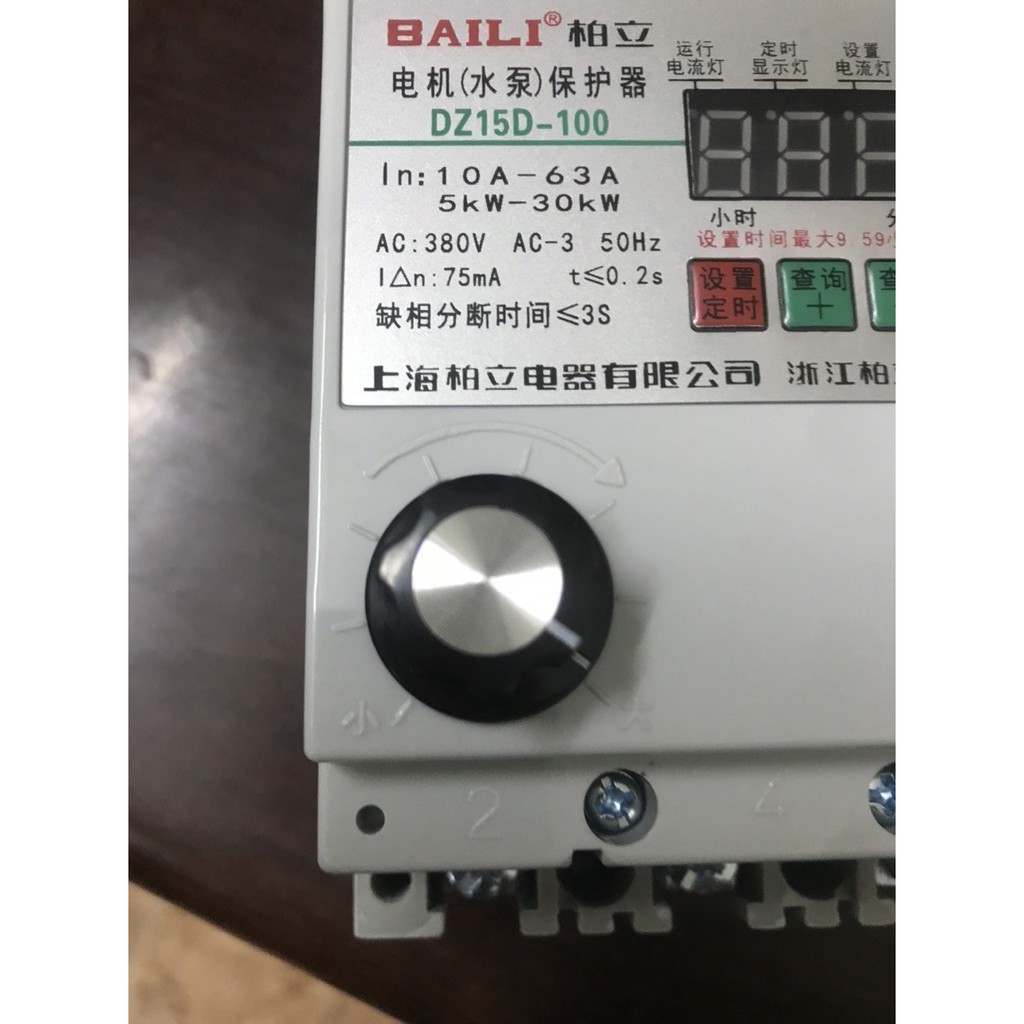 BAILI® 柏立
电机(水泵)保护器
DZ15D-100
In: 10A-63A
5kW-30kW
AC:380V AC-3 50Hz
I△n:75mA t≤0.2s
缺相分断时间≤3S
运行
电流灯
定时
显示灯
设置
电流灯
小时
设置时间最大9 59
设置
定时
查询
+
上海柏立电器有限公司 浙江柏
小
大
2
4